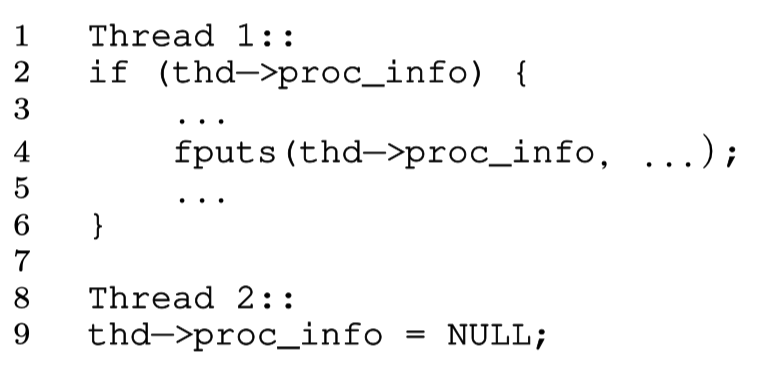 1 Thread 1::
2 if (thd->proc_info) {
3 ...
4 fputs(thd->proc_info, ...);
5 ...
6 }
7
8 Thread 2::
9 thd->proc_info = NULL;